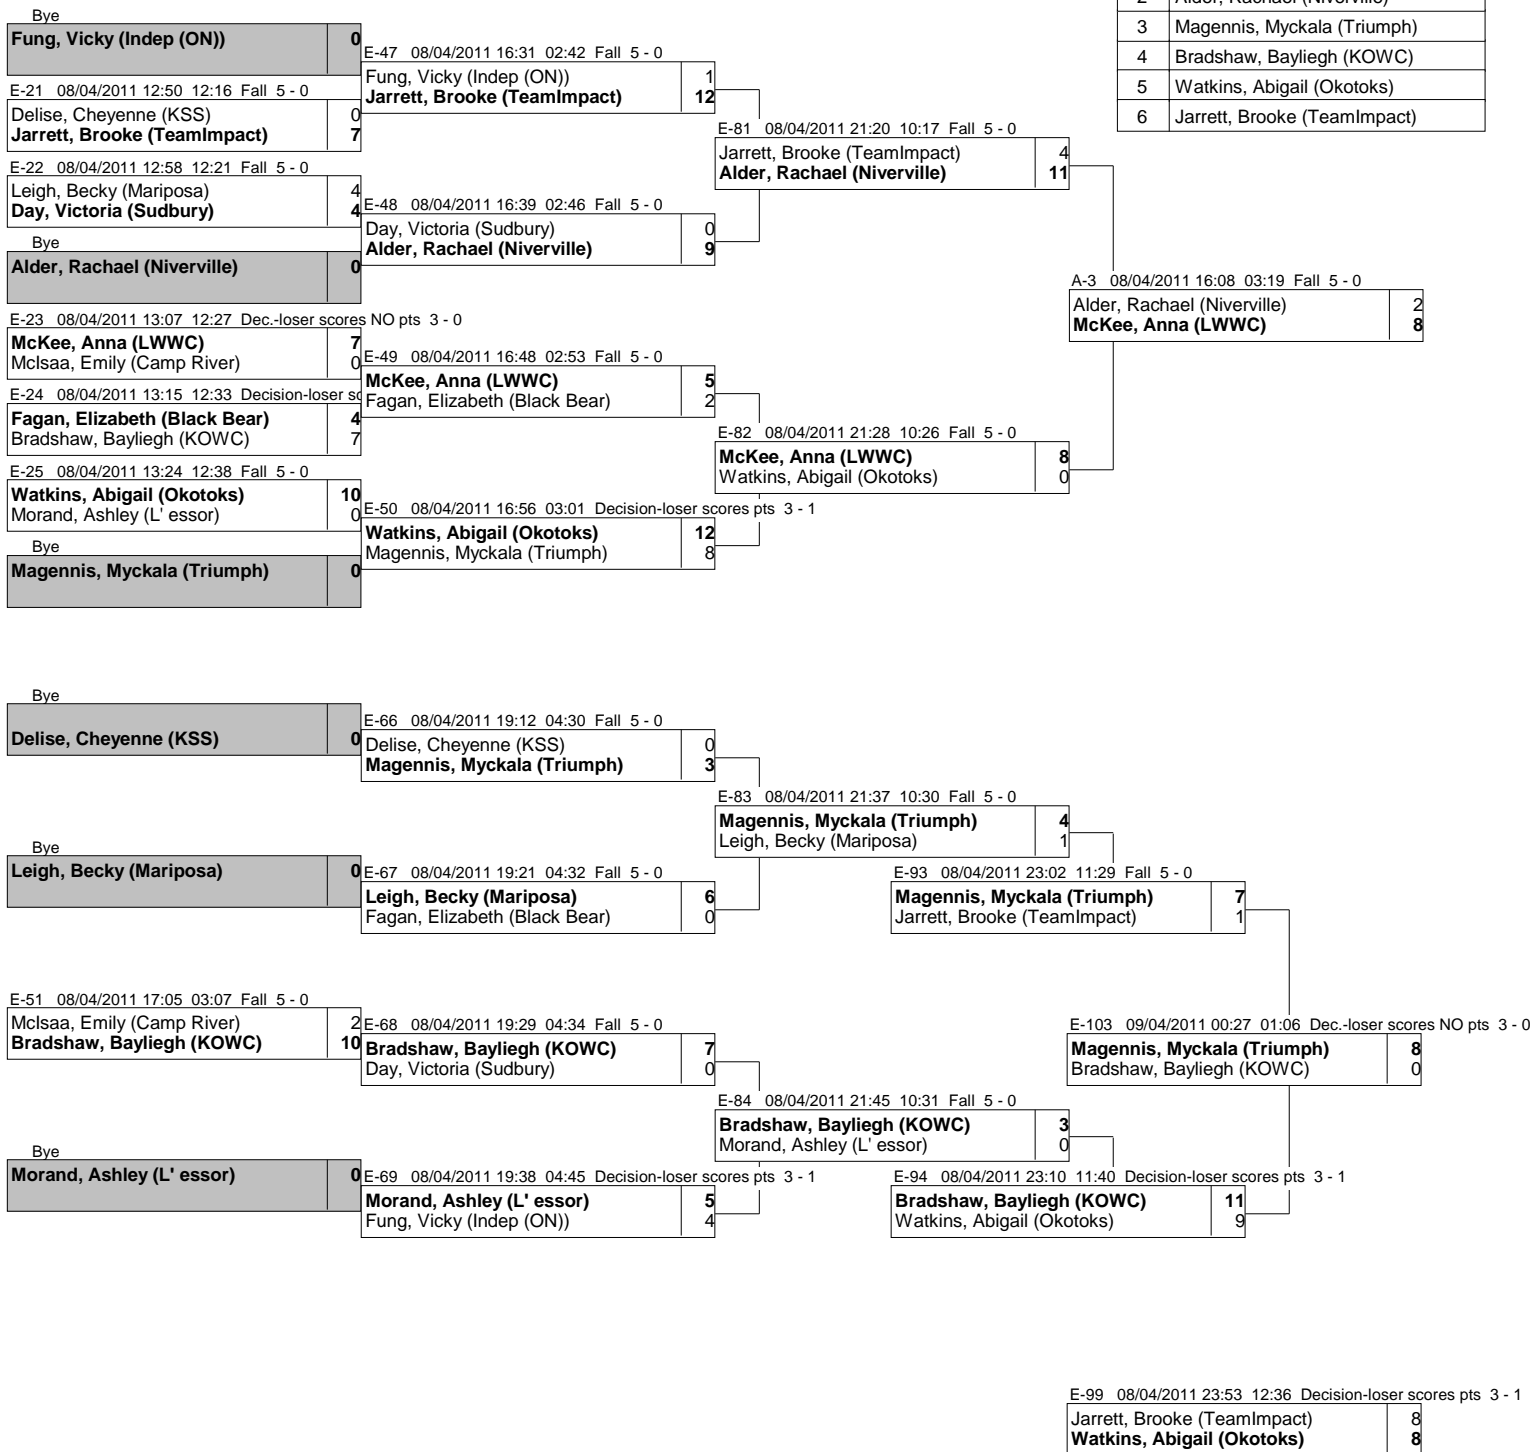 2 Alder, Rachael (Niverville)
3 Magennis, Myckala (Triumph)
4 Bradshaw, Bayliegh (KOWC)
5 Watkins, Abigail (Okotoks)
6 Jarrett, Brooke (TeamImpact)
Bye
Fung, Vicky (Indep (ON)) 0
E-21 08/04/2011 12:50 12:16 Fall 5 - 0
Delise, Cheyenne (KSS) 0
Jarrett, Brooke (TeamImpact) 7
E-22 08/04/2011 12:58 12:21 Fall 5 - 0
Leigh, Becky (Mariposa) 4
Day, Victoria (Sudbury) 4
Bye
Alder, Rachael (Niverville) 0
E-23 08/04/2011 13:07 12:27 Dec.-loser scores NO pts 3 - 0
McKee, Anna (LWWC) 7
McIsaa, Emily (Camp River) 0
E-24 08/04/2011 13:15 12:33 Decision-loser sc
Fagan, Elizabeth (Black Bear) 4
Bradshaw, Bayliegh (KOWC) 7
E-25 08/04/2011 13:24 12:38 Fall 5 - 0
Watkins, Abigail (Okotoks) 10
Morand, Ashley (L' essor) 0
Bye
Magennis, Myckala (Triumph) 0
E-47 08/04/2011 16:31 02:42 Fall 5 - 0
Fung, Vicky (Indep (ON)) 1
Jarrett, Brooke (TeamImpact) 12
E-48 08/04/2011 16:39 02:46 Fall 5 - 0
Day, Victoria (Sudbury) 0
Alder, Rachael (Niverville) 9
E-49 08/04/2011 16:48 02:53 Fall 5 - 0
McKee, Anna (LWWC) 5
Fagan, Elizabeth (Black Bear) 2
E-50 08/04/2011 16:56 03:01 Decision-loser scores pts 3 - 1
Watkins, Abigail (Okotoks) 12
Magennis, Myckala (Triumph) 8
E-81 08/04/2011 21:20 10:17 Fall 5 - 0
Jarrett, Brooke (TeamImpact) 4
Alder, Rachael (Niverville) 11
E-82 08/04/2011 21:28 10:26 Fall 5 - 0
McKee, Anna (LWWC) 8
Watkins, Abigail (Okotoks) 0
A-3 08/04/2011 16:08 03:19 Fall 5 - 0
Alder, Rachael (Niverville) 2
McKee, Anna (LWWC) 8
Bye
Delise, Cheyenne (KSS) 0
Bye
Leigh, Becky (Mariposa) 0
E-51 08/04/2011 17:05 03:07 Fall 5 - 0
McIsaa, Emily (Camp River) 2
Bradshaw, Bayliegh (KOWC) 10
Bye
Morand, Ashley (L' essor) 0
E-66 08/04/2011 19:12 04:30 Fall 5 - 0
Delise, Cheyenne (KSS) 0
Magennis, Myckala (Triumph) 3
E-67 08/04/2011 19:21 04:32 Fall 5 - 0
Leigh, Becky (Mariposa) 6
Fagan, Elizabeth (Black Bear) 0
E-68 08/04/2011 19:29 04:34 Fall 5 - 0
Bradshaw, Bayliegh (KOWC) 7
Day, Victoria (Sudbury) 0
E-69 08/04/2011 19:38 04:45 Decision-loser scores pts 3 - 1
Morand, Ashley (L' essor) 5
Fung, Vicky (Indep (ON)) 4
E-83 08/04/2011 21:37 10:30 Fall 5 - 0
Magennis, Myckala (Triumph) 4
Leigh, Becky (Mariposa) 1
E-84 08/04/2011 21:45 10:31 Fall 5 - 0
Bradshaw, Bayliegh (KOWC) 3
Morand, Ashley (L' essor) 0
E-93 08/04/2011 23:02 11:29 Fall 5 - 0
Magennis, Myckala (Triumph) 7
Jarrett, Brooke (TeamImpact) 1
E-94 08/04/2011 23:10 11:40 Decision-loser scores pts 3 - 1
Bradshaw, Bayliegh (KOWC) 11
Watkins, Abigail (Okotoks) 9
E-103 09/04/2011 00:27 01:06 Dec.-loser scores NO pts 3 - 0
Magennis, Myckala (Triumph) 8
Bradshaw, Bayliegh (KOWC) 0
E-99 08/04/2011 23:53 12:36 Decision-loser scores pts 3 - 1
Jarrett, Brooke (TeamImpact) 8
Watkins, Abigail (Okotoks) 8